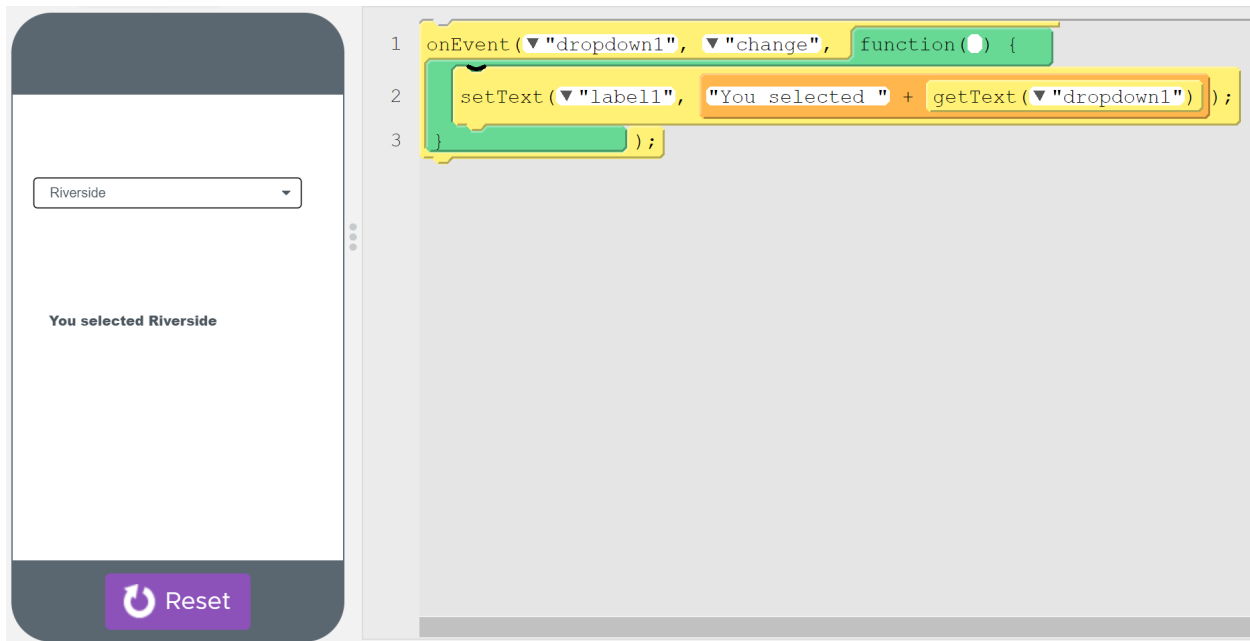 Riverside
You selected Riverside
Reset
1 onEvent(▼"dropdown1", ▼"change", function() {
2 setText(▼"label1", "You selected " + getText(▼"dropdown1"));
3 } );